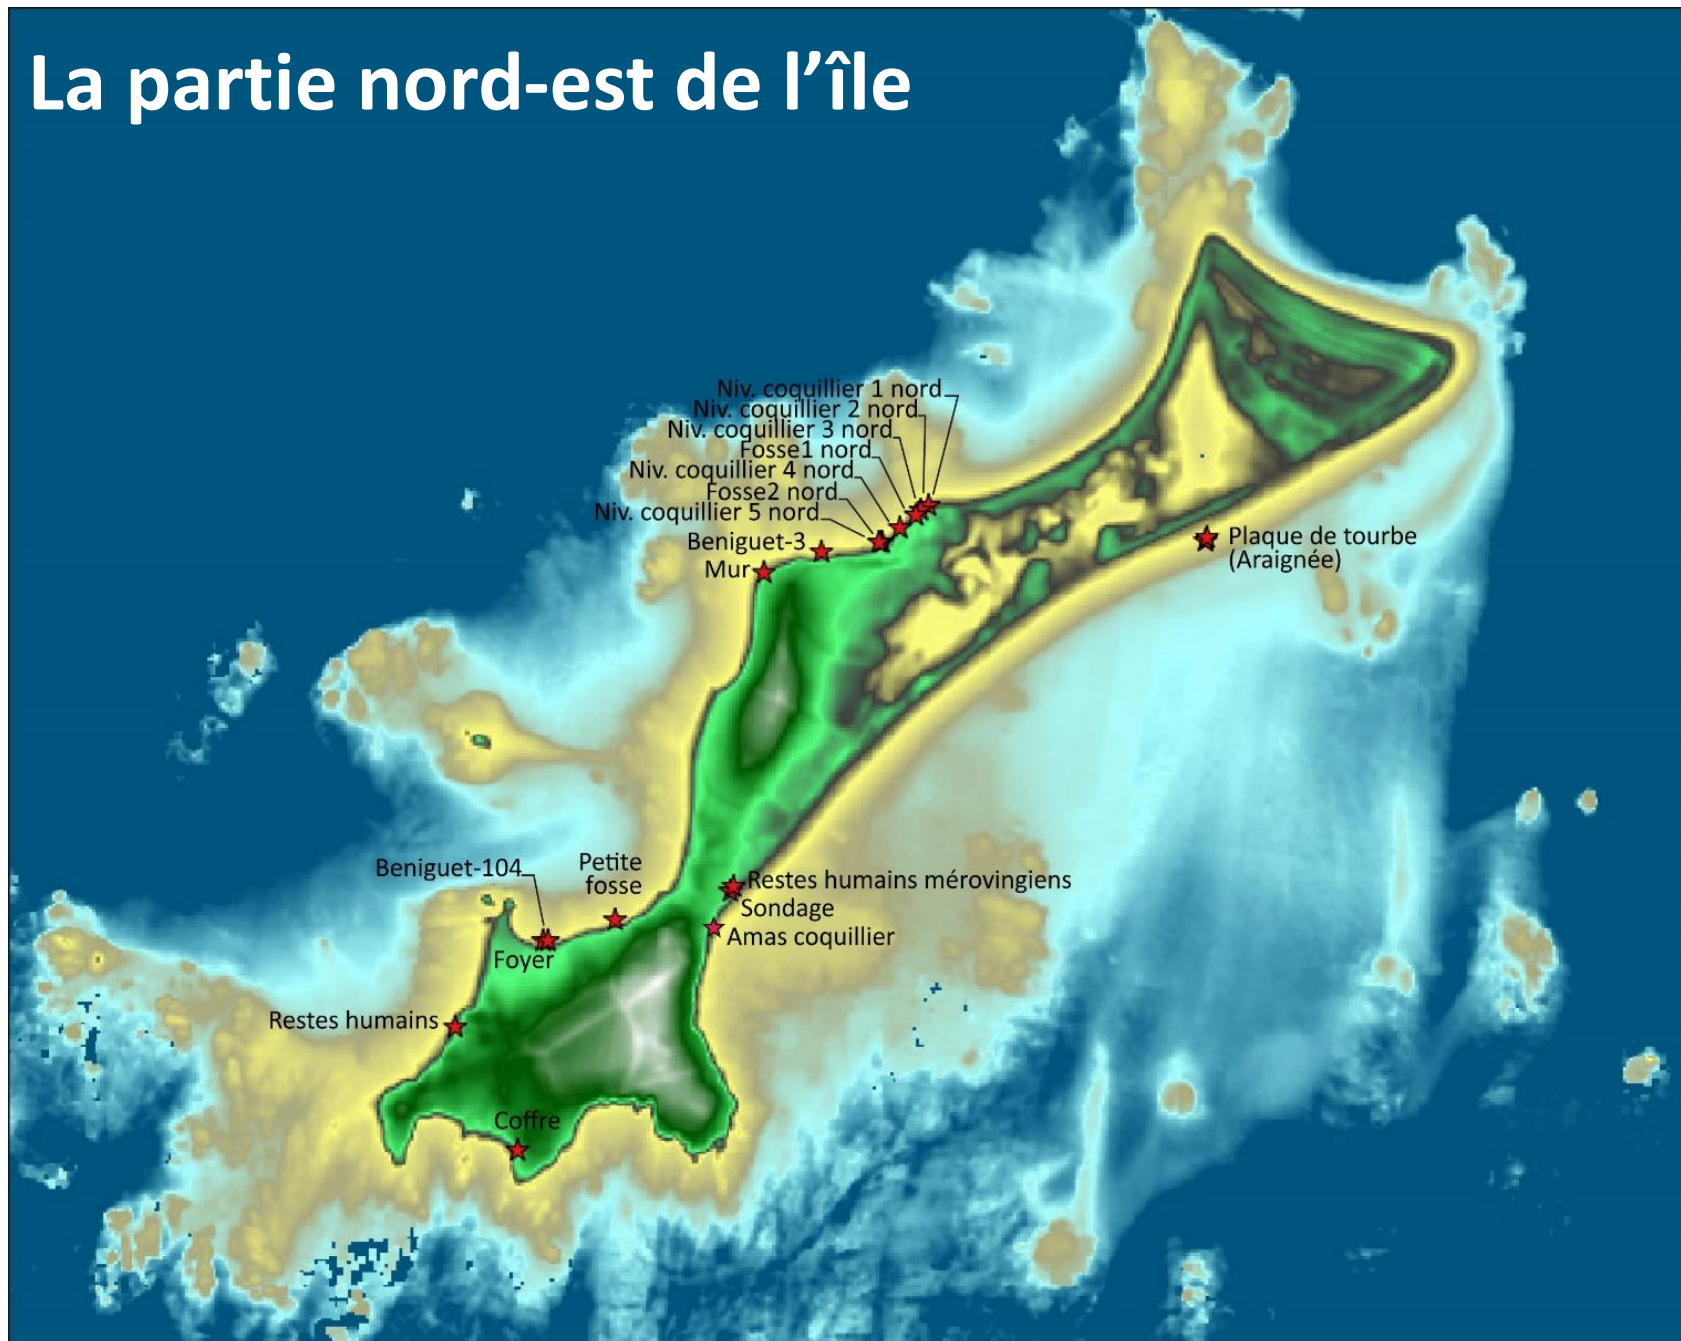 La partie nord-est de l’île
Niv. coquillier 1 nord
Niv. coquillier 2 nord
Niv. coquillier 3 nord
Fosse1 nord
Niv. coquillier 4 nord
Fosse2 nord
Niv. coquillier 5 nord
Beniguet-3
Mur
Plaque de tourbe
(Araignée)
Beniguet-104
Petite
fosse
Restes humains mérovingiens
Sondage
Amas coquillier
Foyer
Restes humains
Coffre